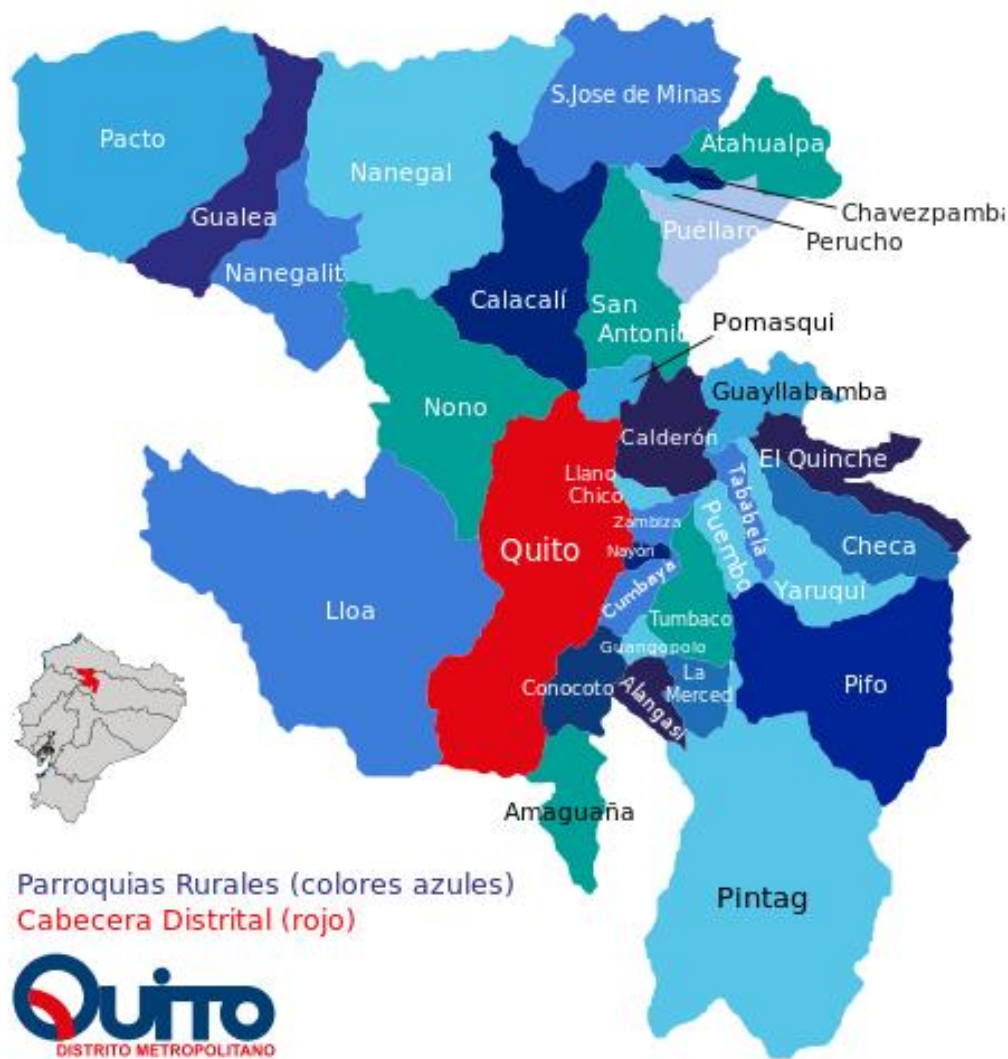 S.Jose de Minas
Pacto
Atahualpa
Nanegal
Gualea
Chavezpamba
Puéllaro
Perucho
Nanegalit
Calacalí
San
Antonio
Pomasqui
Guayllabamba
Nono
Calderón
El Quinche
Llano
Chico
Tababela
Puembo
Zambiza
Quito
Nayón
Checa
Cumbaya
Yaruquí
Lloa
Tumbaco
Guangopolo
La
Merced
Conocoto
Alangasi
Pifo
Amaguaña
Pintag
Parroquias Rurales (colores azules)
Cabecera Distrital (rojo)
QUITO
DISTRITO METROPOLITANO